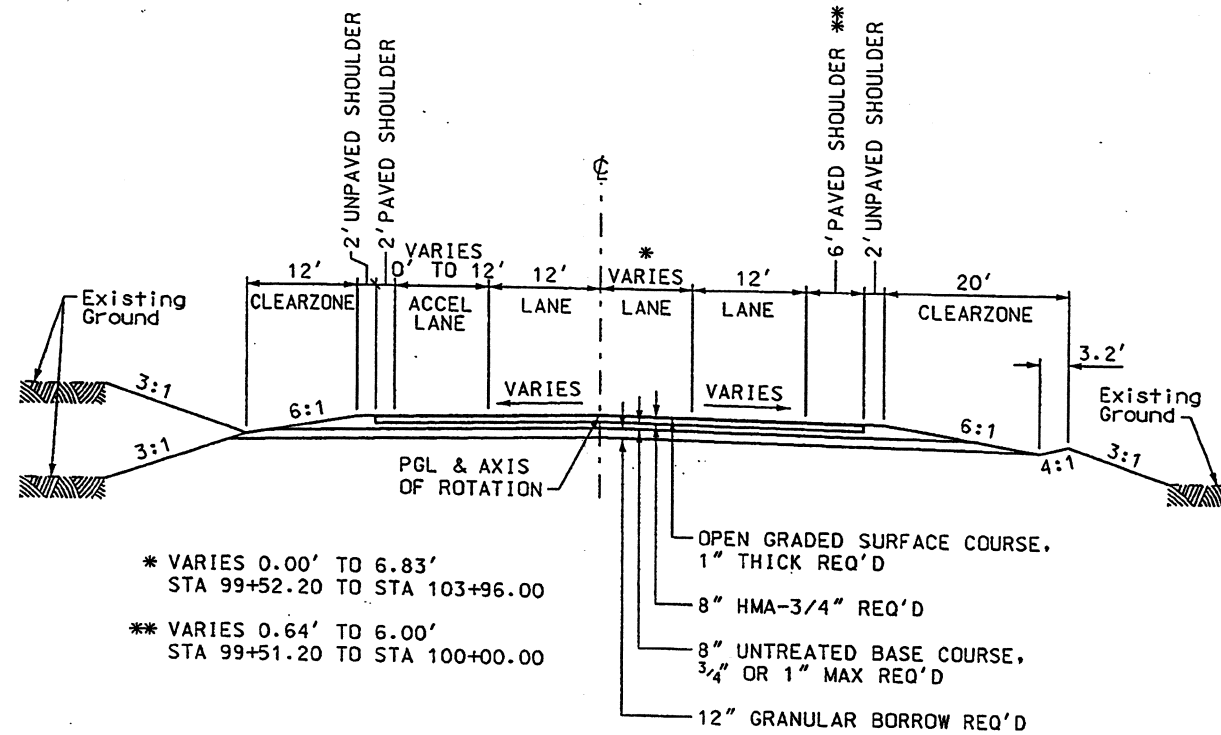 2' UNPAVED SHOULDER
2' PAVED SHOULDER
6' PAVED SHOULDER **
2' UNPAVED SHOULDER
℄
12'
CLEARZONE
VARIES
0' TO 12'
ACCEL
LANE
12'
LANE
*
VARIES
LANE
12'
LANE
20'
CLEARZONE
3.2'
Existing
Ground
Existing
Ground
3:1
6:1
3:1
VARIES
VARIES
6:1
4:1
3:1
PGL & AXIS
OF ROTATION
* VARIES 0.00' TO 6.83'
STA 99+52.20 TO STA 103+96.00
** VARIES 0.64' TO 6.00'
STA 99+51.20 TO STA 100+00.00
OPEN GRADED SURFACE COURSE,
1" THICK REQ'D
8" HMA-3/4" REQ'D
8" UNTREATED BASE COURSE,
3/4" OR 1" MAX REQ'D
12" GRANULAR BORROW REQ'D